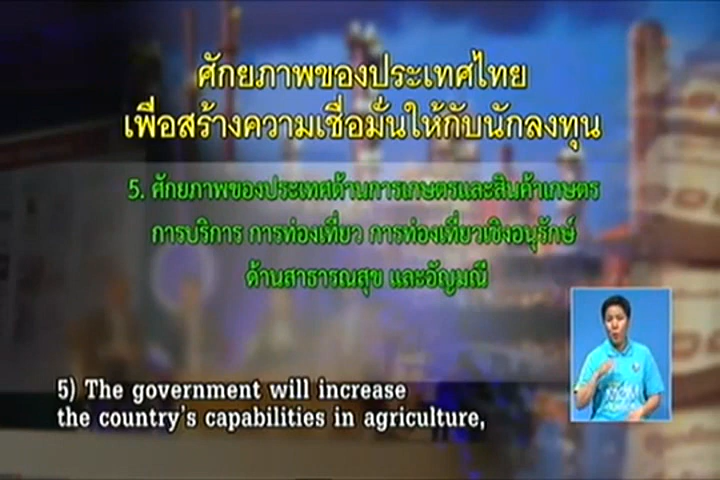 ศักยภาพของประเทศไทย
เพื่อสร้างความเชื่อมั่นให้กับนักลงทุน
5. ศักยภาพของประเทศด้านการเกษตรและสินค้าเกษตร
การบริการ การท่องเที่ยว การท่องเที่ยวเชิงอนุรักษ์
ด้านสาธารณสุข และอัญมณี
5) The government will increase
the country's capabilities in agriculture,